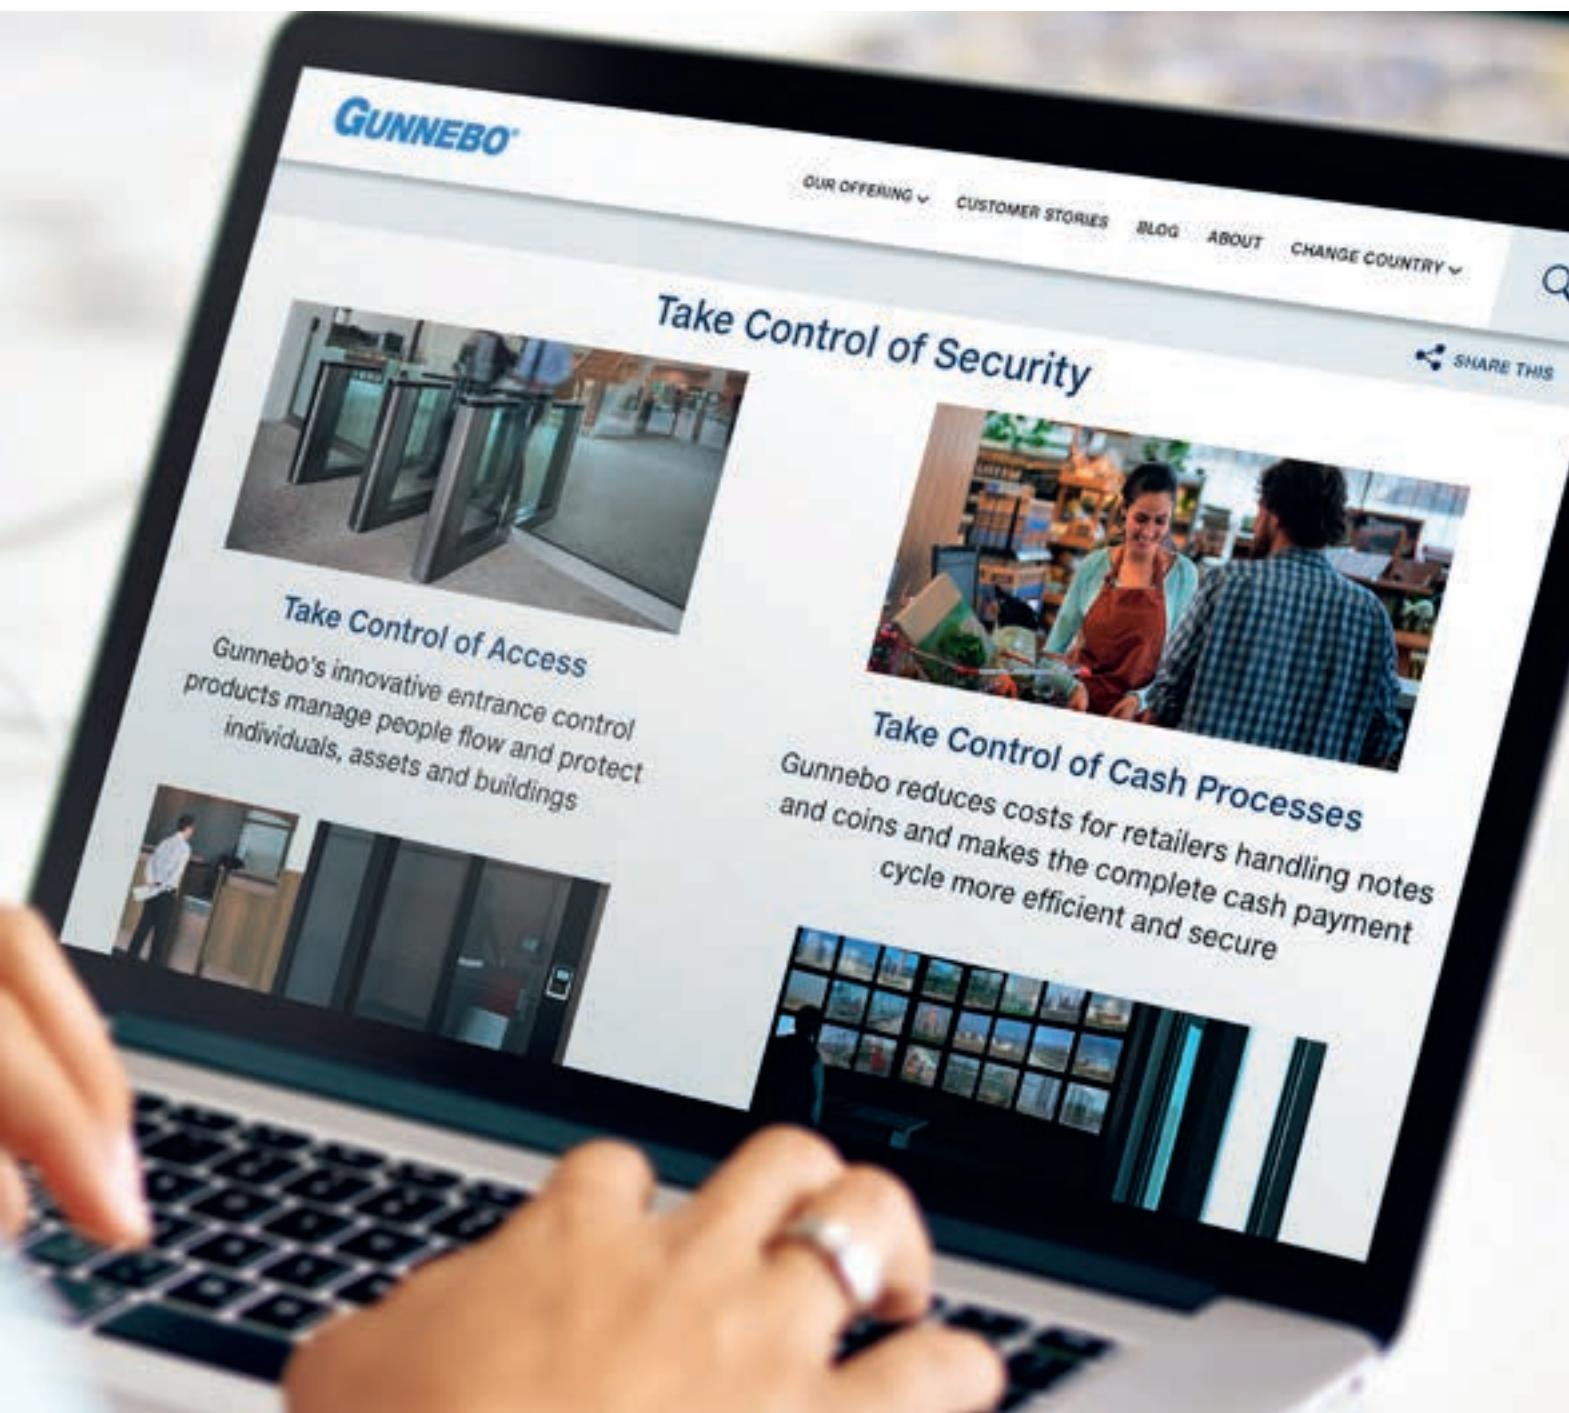 GUNNEBO®
OUR OFFERING
CUSTOMER STORIES
BLOG
ABOUT
CHANGE COUNTRY
SHARE THIS
Take Control of Security
Take Control of Access
Gunnebo's innovative entrance control
products manage people flow and protect
individuals, assets and buildings
Take Control of Cash Processes
Gunnebo reduces costs for retailers handling notes
and coins and makes the complete cash payment
cycle more efficient and secure